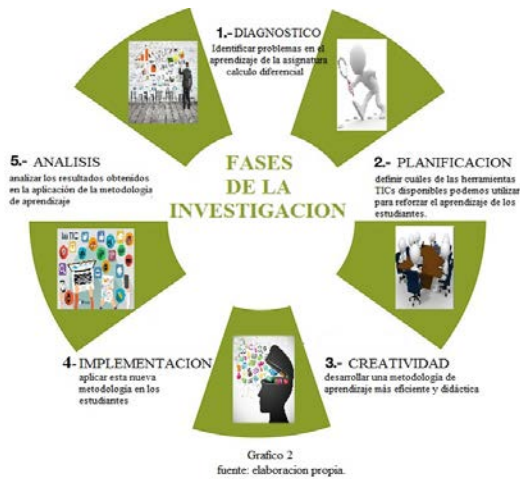 1.- DIAGNOSTICO
Identificar problemas en el
aprendizaje de la asignatura
calculo diferencial
FASES
DE LA
INVESTIGACION
2.- PLANIFICACION
definir cuáles de las herramientas
TICs disponibles podemos utilizar
para reforzar el aprendizaje de los
estudiantes.
3.- CREATIVIDAD
desarrollar una metodología de
aprendizaje más eficiente y didáctica
4- IMPLEMENTACION
aplicar esta nueva
metodología en los
estudiantes
5.- ANALISIS
analizar los resultados obtenidos
en la aplicación de la metodología
de aprendizaje
Grafico 2
fuente: elaboracion propia.